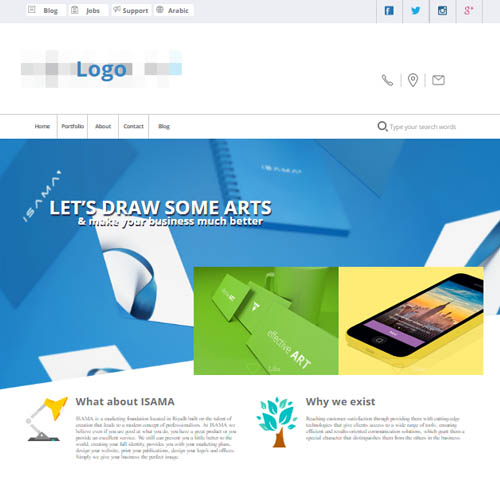 Blog Jobs Support Arabic
Logo
Home Portfolio About Contact Blog
Type your search words
ISAMA
ISAMA
LET'S DRAW SOME ARTS
& make your business much better
effective ART
What about ISAMA
ISAMA is a marketing foundation located in Riyadh built on the talent of
creation that leads to a modern concept of professionalism. At ISAMA we
believe even if you are good at what you do, you have a great product or you
provide an excellent service. We still can present you a little better to the
world, creating your full identity, provides you with your marketing plans,
design your website, print your publications, design your logo's and offices.
Simply we give your business the perfect image.
Why we exist
Reaching customer satisfaction through providing them with cutting-edge
technologies that give clients access to a wide range of tools, ensuring
efficient results-oriented communication solutions, which grant them a
special character that distinguishes them from the others in the business.